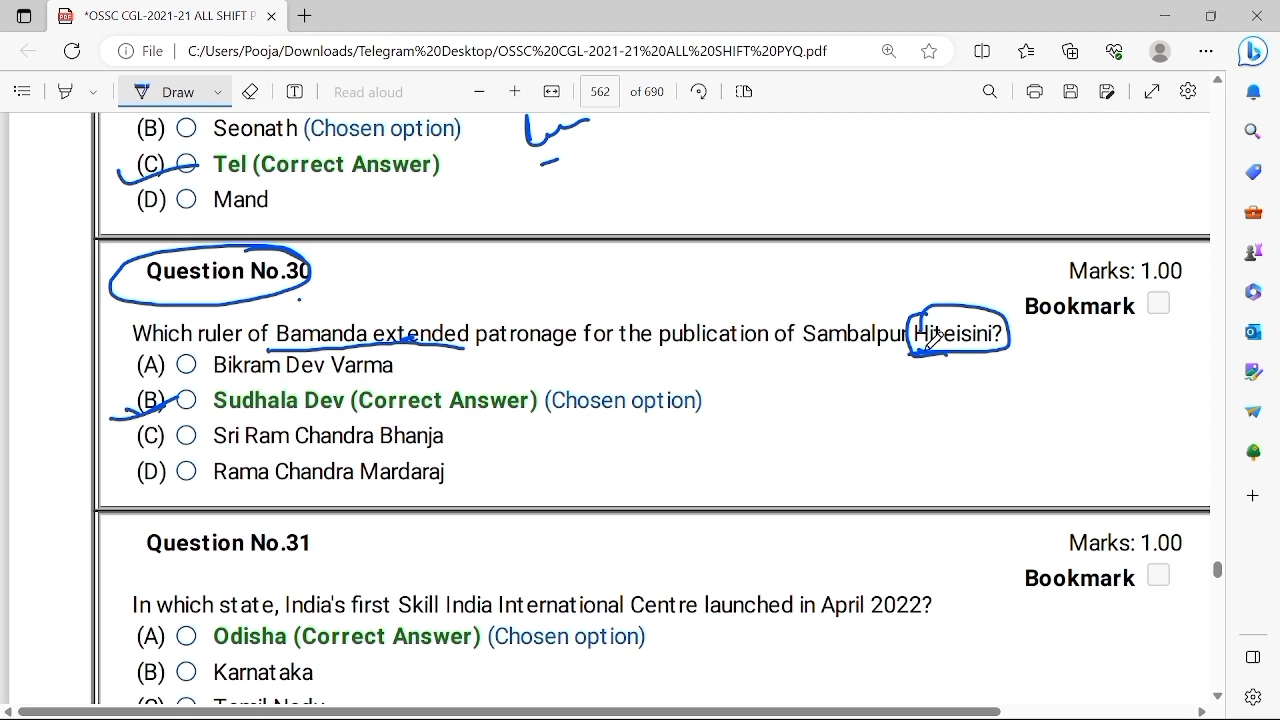 *OSSC CGL-2021-21 ALL SHIFT P
File C:/Users/Pooja/Downloads/Telegram%20Desktop/OSSC%20CGL-2021-21%20ALL%20SHIFT%20PYQ.pdf
Draw Read aloud 562 of 690
(B) Seonath (Chosen option)
(C) Tel (Correct Answer)
(D) Mand
Question No.30 Marks: 1.00
Bookmark
Which ruler of Bamanda extended patronage for the publication of Sambalpur Hiteisini?
(A) Bikram Dev Varma
(B) Sudhala Dev (Correct Answer) (Chosen option)
(C) Sri Ram Chandra Bhanja
(D) Rama Chandra Mardaraj
Question No.31 Marks: 1.00
Bookmark
In which state, India's first Skill India International Centre launched in April 2022?
(A) Odisha (Correct Answer) (Chosen option)
(B) Karnataka